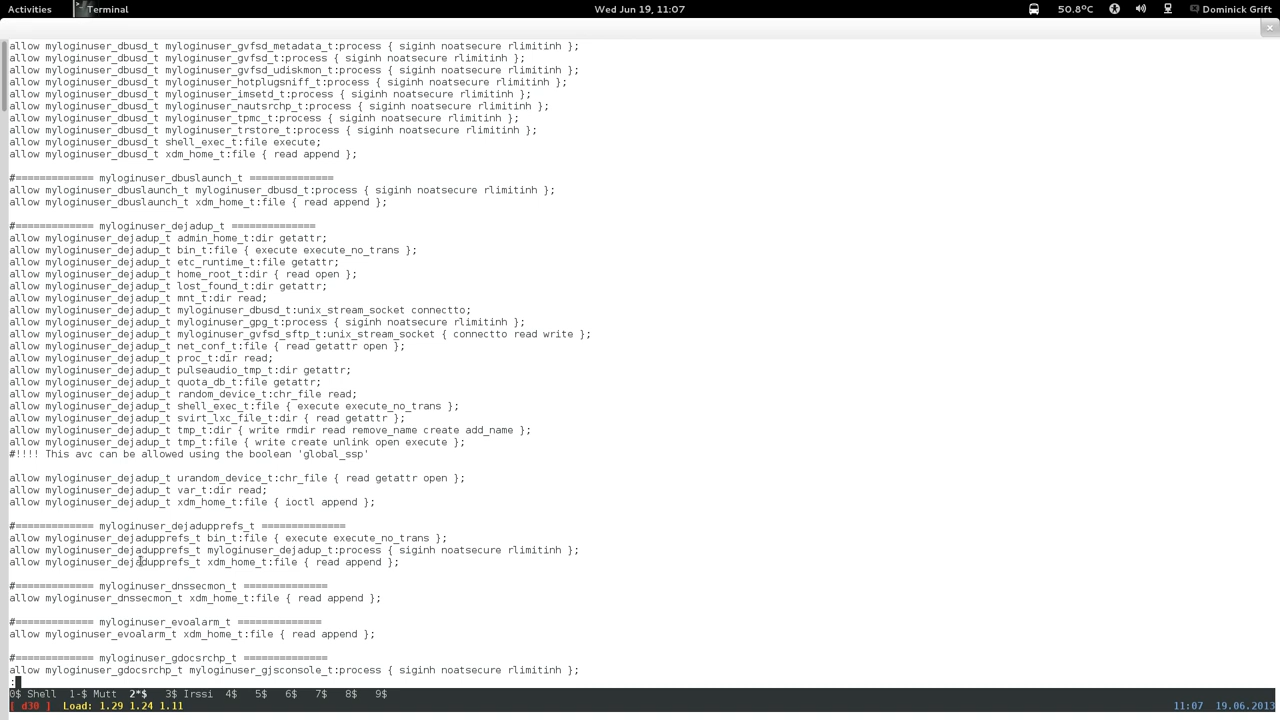 Activities Terminal Wed Jun 19, 11:07 50.8°C Dominick Grift
allow myloginuser_dbusd_t myloginuser_gvfsd_metadata_t:process { siginh noatsecure rlimitinh };
allow myloginuser_dbusd_t myloginuser_gvfsd_t:process { siginh noatsecure rlimitinh };
allow myloginuser_dbusd_t myloginuser_gvfsd_udiskmon_t:process { siginh noatsecure rlimitinh };
allow myloginuser_dbusd_t myloginuser_hotplugsniff_t:process { siginh noatsecure rlimitinh };
allow myloginuser_dbusd_t myloginuser_imsetd_t:process { siginh noatsecure rlimitinh };
allow myloginuser_dbusd_t myloginuser_nautsrchp_t:process { siginh noatsecure rlimitinh };
allow myloginuser_dbusd_t myloginuser_tpmc_t:process { siginh noatsecure rlimitinh };
allow myloginuser_dbusd_t myloginuser_trstore_t:process { siginh noatsecure rlimitinh };
allow myloginuser_dbusd_t shell_exec_t:file execute;
allow myloginuser_dbusd_t xdm_home_t:file { read append };
#============= myloginuser_dbuslaunch_t ==============
allow myloginuser_dbuslaunch_t myloginuser_dbusd_t:process { siginh noatsecure rlimitinh };
allow myloginuser_dbuslaunch_t xdm_home_t:file { read append };
#============= myloginuser_dejadup_t ==============
allow myloginuser_dejadup_t admin_home_t:dir getattr;
allow myloginuser_dejadup_t bin_t:file { execute execute_no_trans };
allow myloginuser_dejadup_t etc_runtime_t:file getattr;
allow myloginuser_dejadup_t home_root_t:dir { read open };
allow myloginuser_dejadup_t lost_found_t:dir getattr;
allow myloginuser_dejadup_t mnt_t:dir read;
allow myloginuser_dejadup_t myloginuser_dbusd_t:unix_stream_socket connectto;
allow myloginuser_dejadup_t myloginuser_gpg_t:process { siginh noatsecure rlimitinh };
allow myloginuser_dejadup_t myloginuser_gvfsd_sftp_t:unix_stream_socket { connectto read write };
allow myloginuser_dejadup_t net_conf_t:file { read getattr open };
allow myloginuser_dejadup_t proc_t:dir read;
allow myloginuser_dejadup_t pulseaudio_tmp_t:dir getattr;
allow myloginuser_dejadup_t quota_db_t:file getattr;
allow myloginuser_dejadup_t random_device_t:chr_file read;
allow myloginuser_dejadup_t shell_exec_t:file { execute execute_no_trans };
allow myloginuser_dejadup_t svirt_lxc_file_t:dir { read getattr };
allow myloginuser_dejadup_t tmp_t:dir { write rmdir read remove_name create add_name };
allow myloginuser_dejadup_t tmp_t:file { write create unlink open execute };
#!!!! This avc can be allowed using the boolean 'global_ssp'
allow myloginuser_dejadup_t urandom_device_t:chr_file { read getattr open };
allow myloginuser_dejadup_t var_t:dir read;
allow myloginuser_dejadup_t xdm_home_t:file { ioctl append };
#============= myloginuser_dejadupprefs_t ==============
allow myloginuser_dejadupprefs_t bin_t:file { execute execute_no_trans };
allow myloginuser_dejadupprefs_t myloginuser_dejadup_t:process { siginh noatsecure rlimitinh };
allow myloginuser_dejadupprefs_t xdm_home_t:file { read append };
#============= myloginuser_dnssecmon_t ==============
allow myloginuser_dnssecmon_t xdm_home_t:file { read append };
#============= myloginuser_evoalarm_t ==============
allow myloginuser_evoalarm_t xdm_home_t:file { read append };
#============= myloginuser_gdocsrchp_t ==============
allow myloginuser_gdocsrchp_t myloginuser_gjsconsole_t:process { siginh noatsecure rlimitinh };
:
0$ Shell 1-$ Mutt 2*$ 3$ Irssi 4$ 5$ 6$ 7$ 8$ 9$
[ d30 ] Load: 1.29 1.24 1.11 11:07 19.06.2013